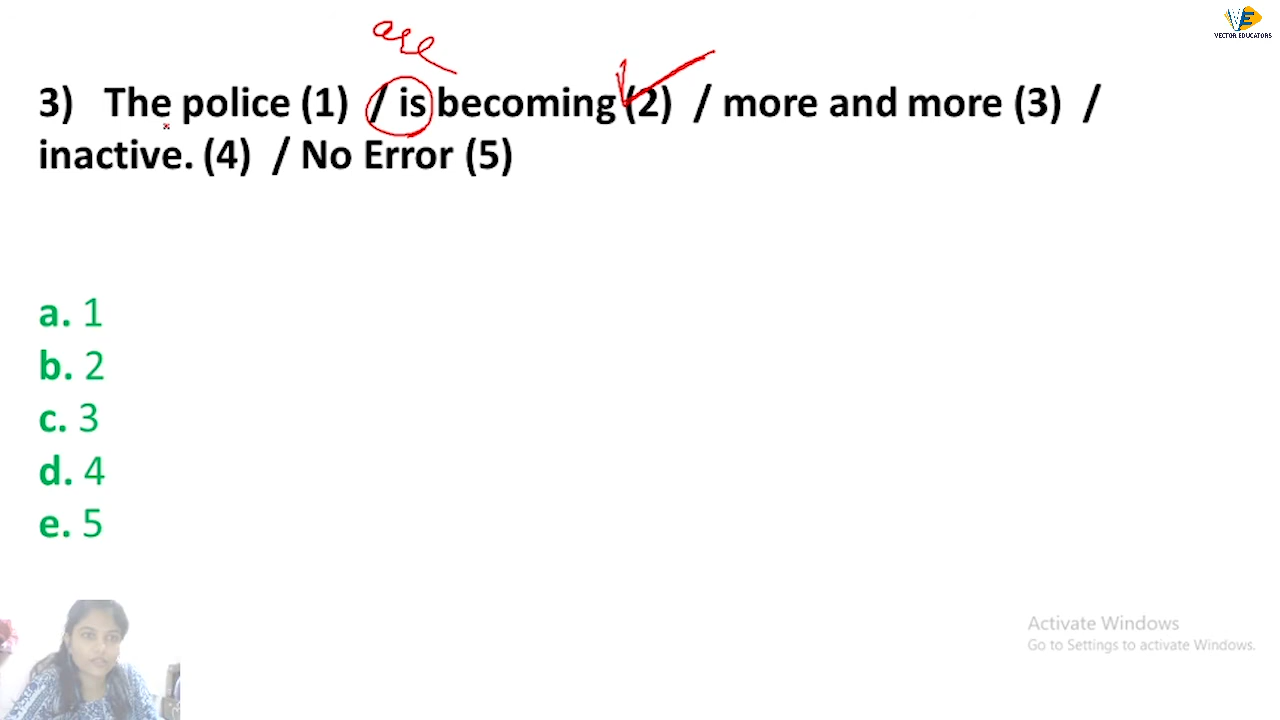 VECTOR EDUCATORS
are
3) The police (1) / is becoming (2) / more and more (3) /
inactive. (4) / No Error (5)
a. 1
b. 2
c. 3
d. 4
e. 5
Activate Windows
Go to Settings to activate Windows.